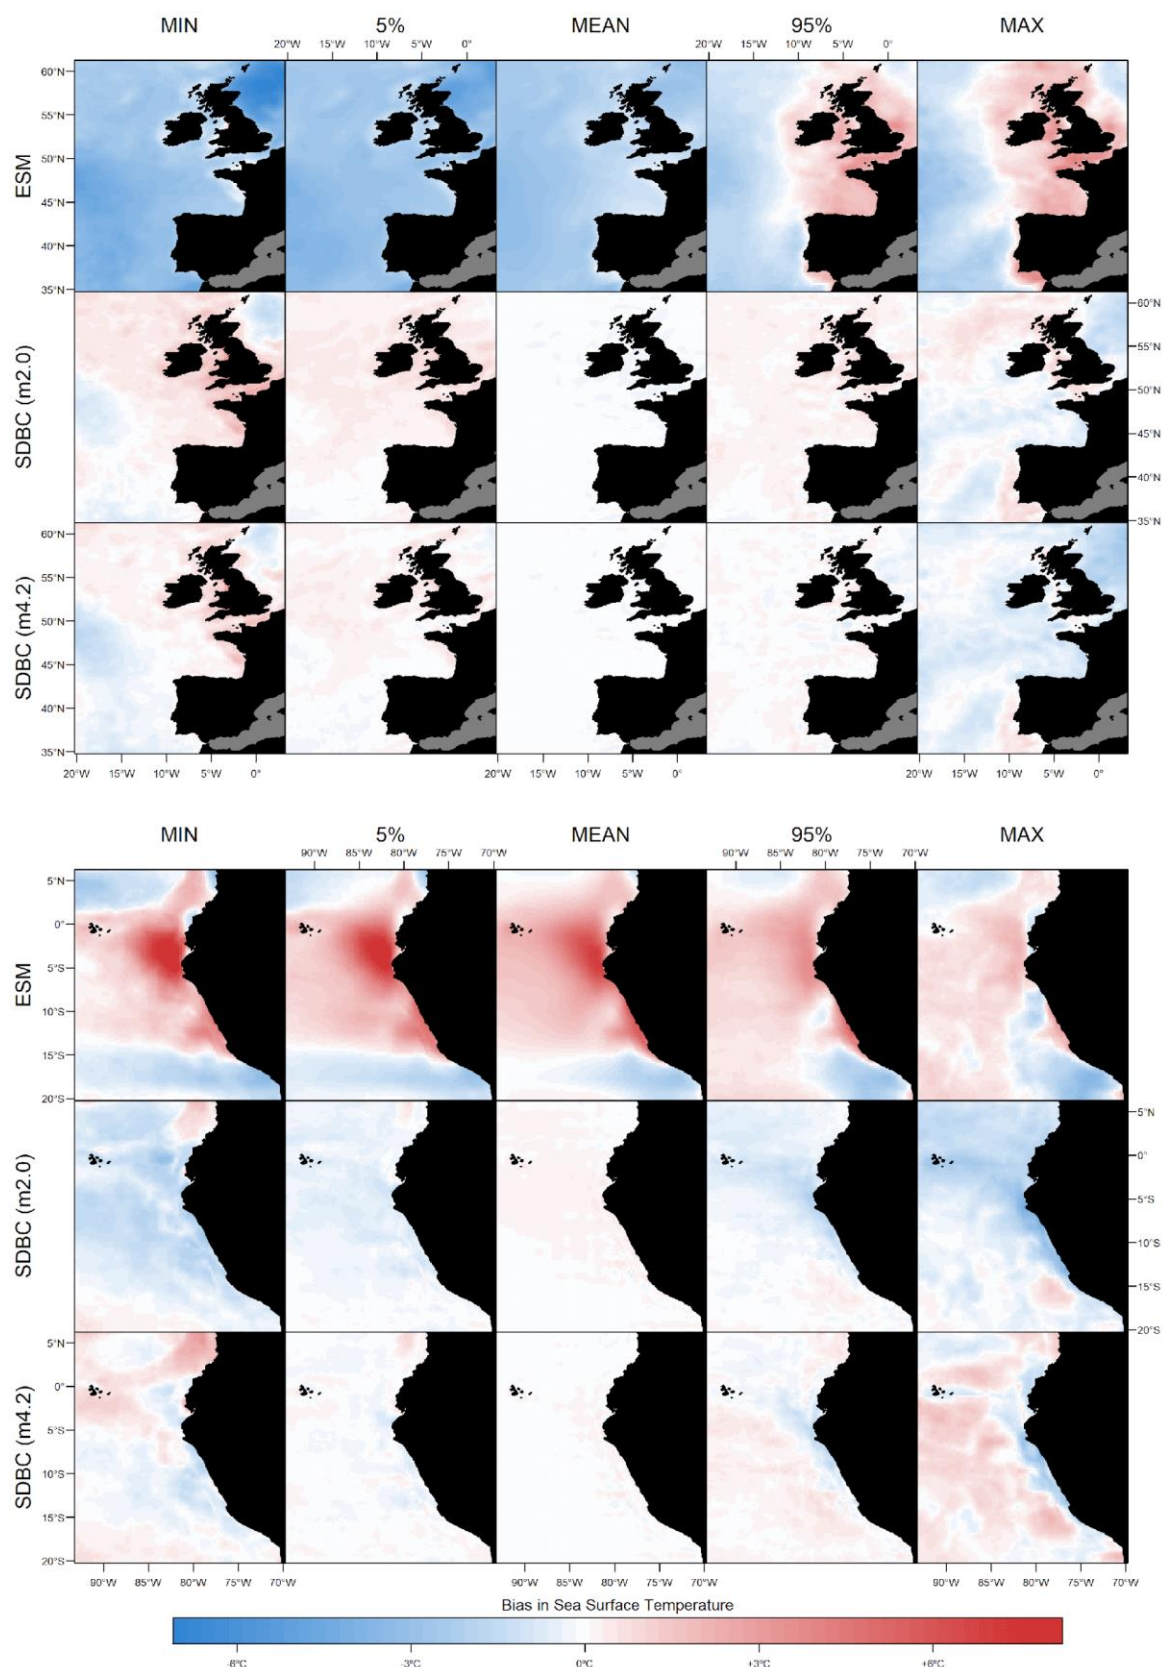 MIN 5% MEAN 95% MAX
20°W 15°W 10°W 5°W 0° 20°W 15°W 10°W 5°W 0°
ESM
60°N
55°N
50°N
45°N
40°N
35°N
SDBC (m2.0)
60°N
55°N
50°N
45°N
40°N
35°N
SDBC (m4.2)
60°N
55°N
50°N
45°N
40°N
35°N
20°W 15°W 10°W 5°W 0° 20°W 15°W 10°W 5°W 0° 20°W 15°W 10°W 5°W 0°
MIN 5% MEAN 95% MAX
90°W 85°W 80°W 75°W 70°W 90°W 85°W 80°W 75°W 70°W
ESM
5°N
0°
5°S
10°S
15°S
20°S
SDBC (m2.0)
5°N
0°
5°S
10°S
15°S
20°S
SDBC (m4.2)
5°N
0°
5°S
10°S
15°S
20°S
90°W 85°W 80°W 75°W 70°W 90°W 85°W 80°W 75°W 70°W 90°W 85°W 80°W 75°W 70°W
Bias in Sea Surface Temperature
-6°C -3°C 0°C +3°C +6°C